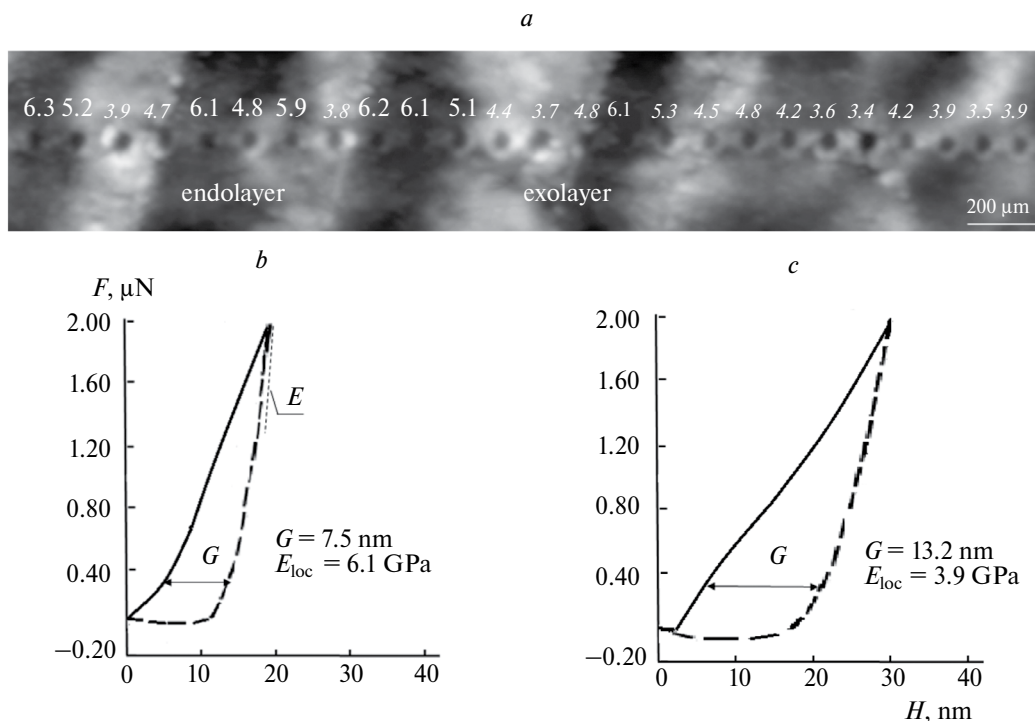 a
6.3 5.2 3.9 4.7 6.1 4.8 5.9 3.8 6.2 6.1 5.1 4.4 3.7 4.8 6.1 5.3 4.5 4.8 4.2 3.6 3.4 4.2 3.9 3.5 3.9
endolayer exolayer
200 μm
b
F, μN
2.00
1.60
E
1.20
0.80
G
G = 7.5 nm
E_loc = 6.1 GPa
0.40
−0.20
0 10 20 30 40
c
2.00
1.60
1.20
0.80
G
G = 13.2 nm
E_loc = 3.9 GPa
0.40
−0.20
0 10 20 30 40
H, nm